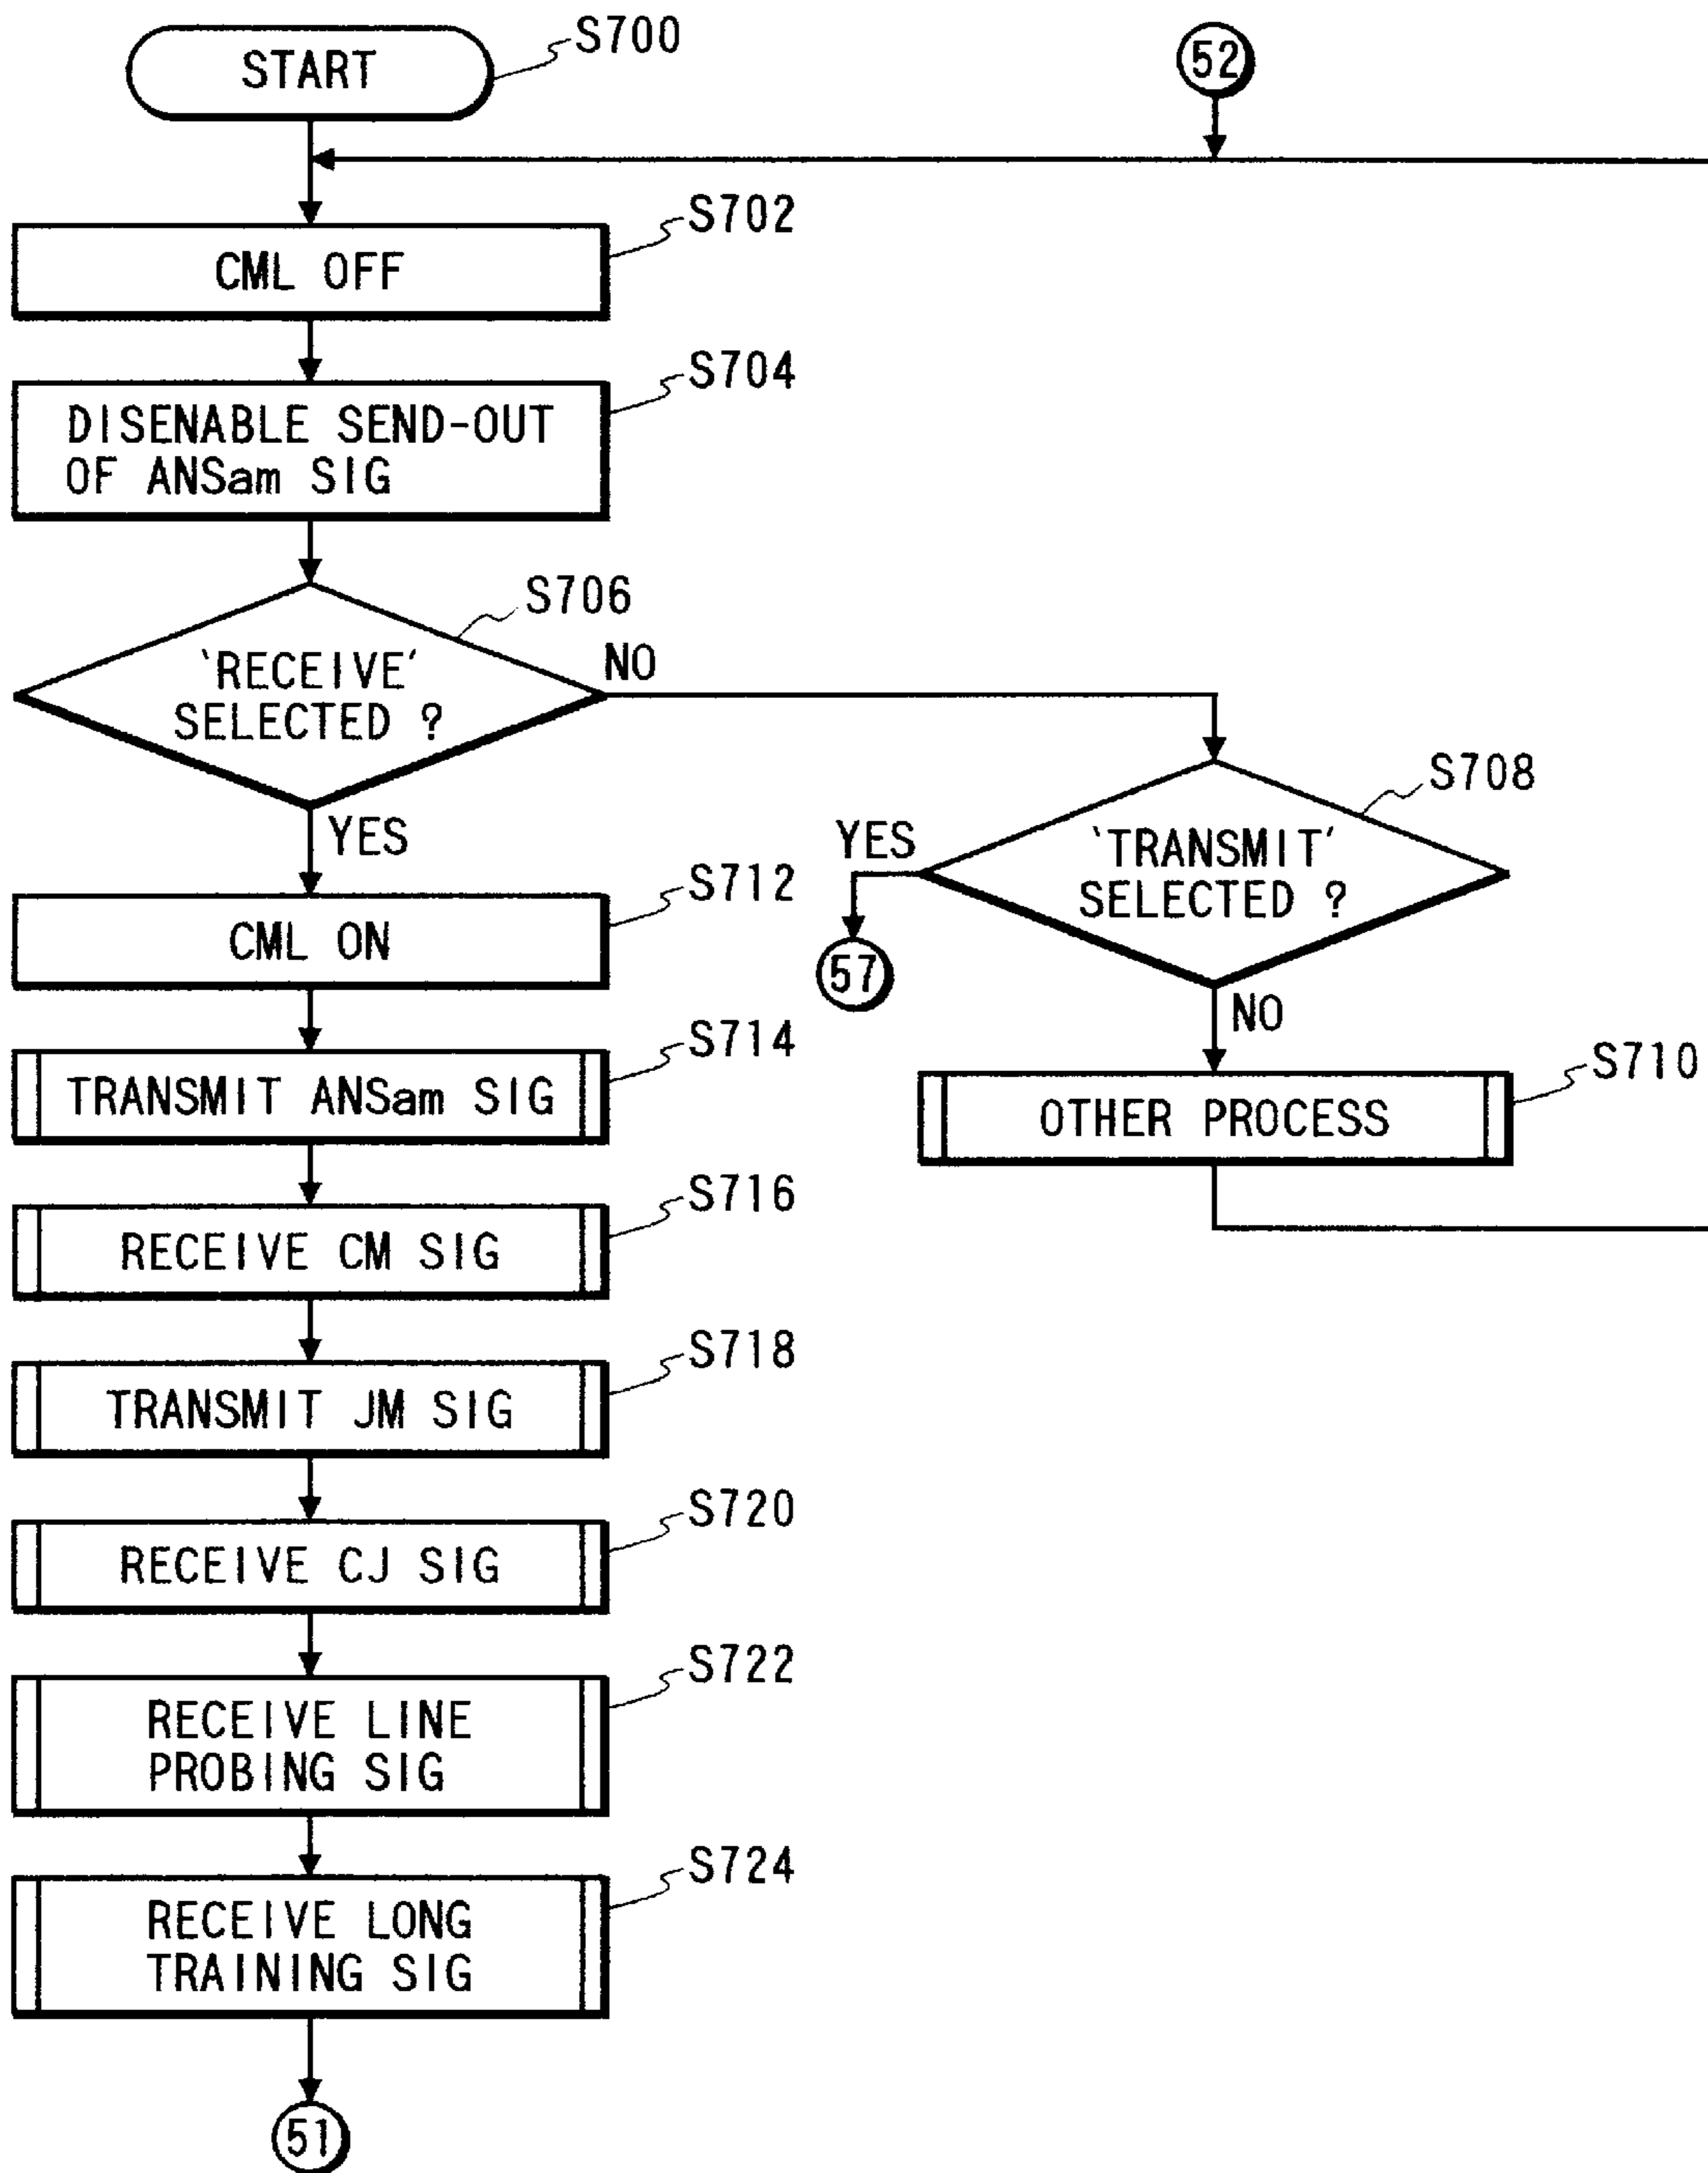 START
S700
52
S702
CML OFF
S704
DISENABLE SEND-OUT
OF ANSam SIG
S706
'RECEIVE'
SELECTED ?
NO
YES
S708
'TRANSMIT'
SELECTED ?
YES
57
NO
S710
OTHER PROCESS
S712
CML ON
S714
TRANSMIT ANSam SIG
S716
RECEIVE CM SIG
S718
TRANSMIT JM SIG
S720
RECEIVE CJ SIG
S722
RECEIVE LINE
PROBING SIG
S724
RECEIVE LONG
TRAINING SIG
51